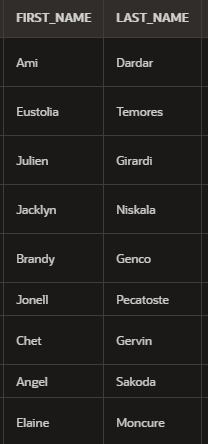 FIRST_NAME LAST_NAME
Ami Dardar
Eustolia Temores
Julien Girardi
Jacklyn Niskala
Brandy Genco
Jonell Pecatoste
Chet Gervin
Angel Sakoda
Elaine Moncure